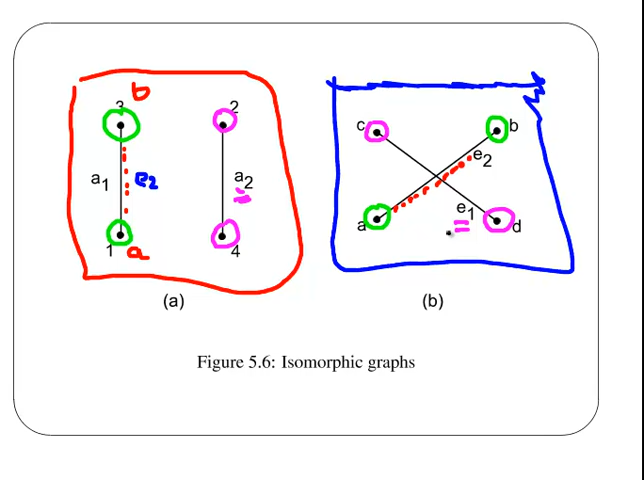 b
3
2
c
b
a1
e2
a2
e2
e1
a
d
1
a
4
(a)
(b)
Figure 5.6: Isomorphic graphs